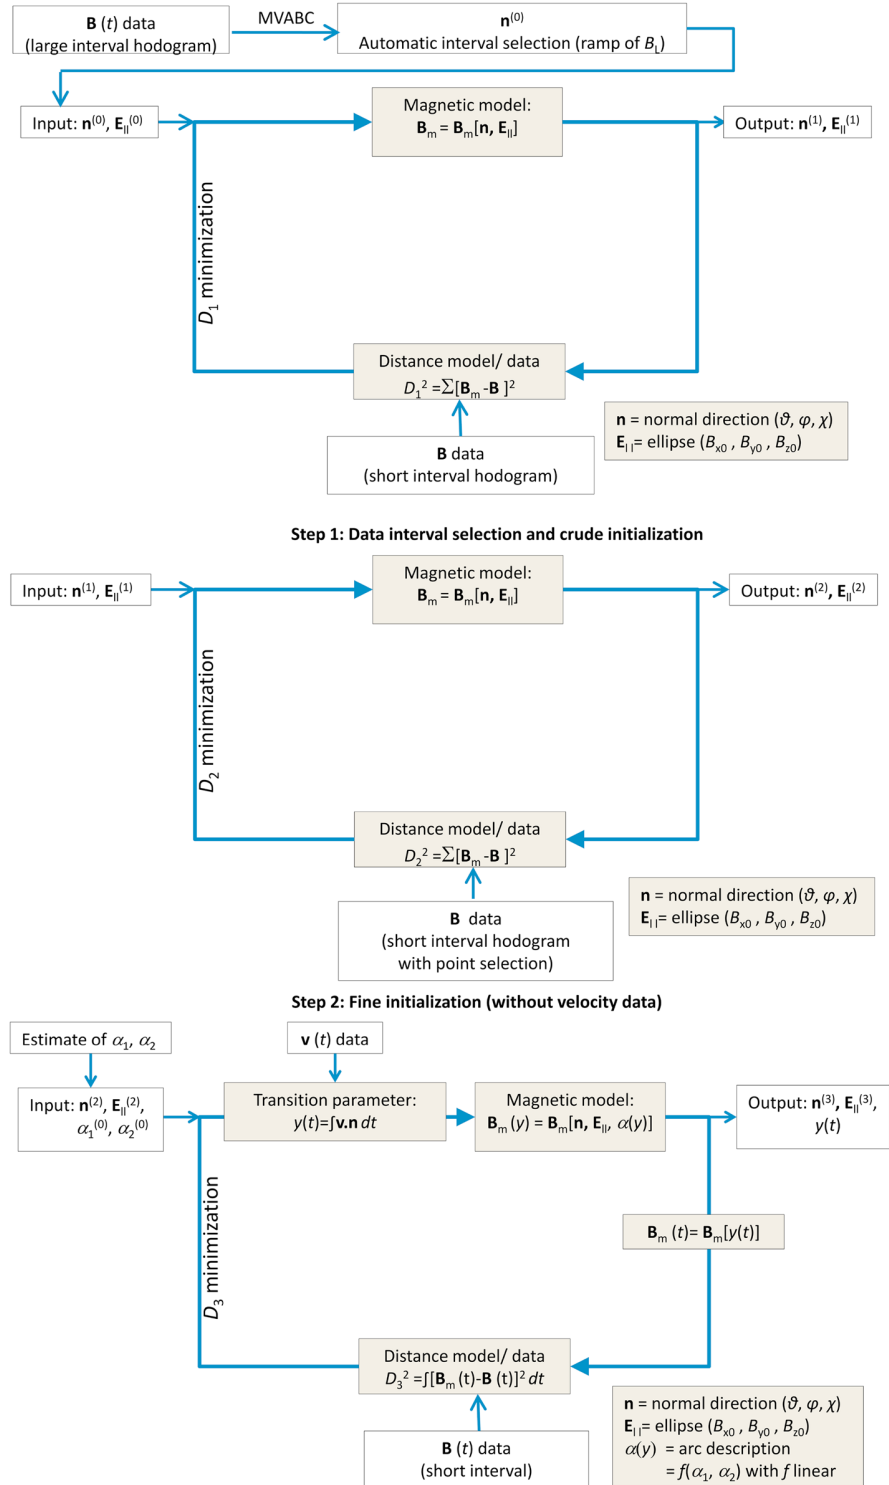 B (t) data
(large interval hodogram)
MVABC
n(0)
Automatic interval selection (ramp of BL)
Input: n(0), E||(0)
Magnetic model:
Bm = Bm[n, E||]
Output: n(1), E||(1)
D1 minimization
Distance model/ data
D1² =∑[Bm -B ]²
B data
(short interval hodogram)
n = normal direction (ϑ, φ, χ)
E||= ellipse (Bx0 , By0 , Bz0)
Step 1: Data interval selection and crude initialization
Input: n(1), E||(1)
Magnetic model:
Bm = Bm[n, E||]
Output: n(2), E||(2)
D2 minimization
Distance model/ data
D2² =∑[Bm -B ]²
B data
(short interval hodogram
with point selection)
n = normal direction (ϑ, φ, χ)
E||= ellipse (Bx0 , By0 , Bz0)
Step 2: Fine initialization (without velocity data)
Estimate of α1, α2
v (t) data
Input: n(2), E||(2),
α1(0), α2(0)
Transition parameter:
y(t)=∫v.n dt
Magnetic model:
Bm (y) = Bm[n, E||, α(y)]
Output: n(3), E||(3),
y(t)
D3 minimization
Bm (t)= Bm[y(t)]
Distance model/ data
D3² =∫[Bm (t)-B (t)]² dt
B (t) data
(short interval)
n = normal direction (ϑ, φ, χ)
E||= ellipse (Bx0 , By0 , Bz0)
α(y) = arc description
= f(α1, α2) with f linear